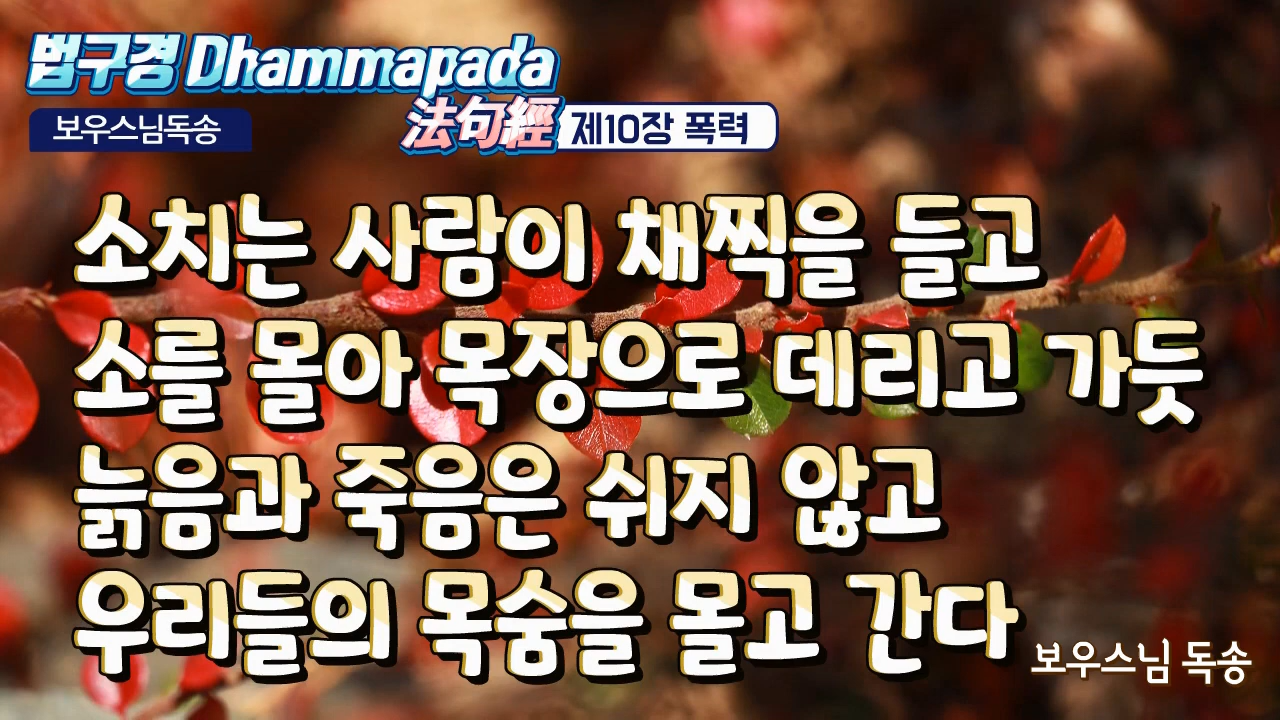 법구경 Dhammapada
法句經 제10장 폭력
보우스님독송
소치는 사람이 채찍을 들고
소를 몰아 목장으로 데리고 가듯
늙음과 죽음은 쉬지 않고
우리들의 목숨을 몰고 간다
보우스님 독송